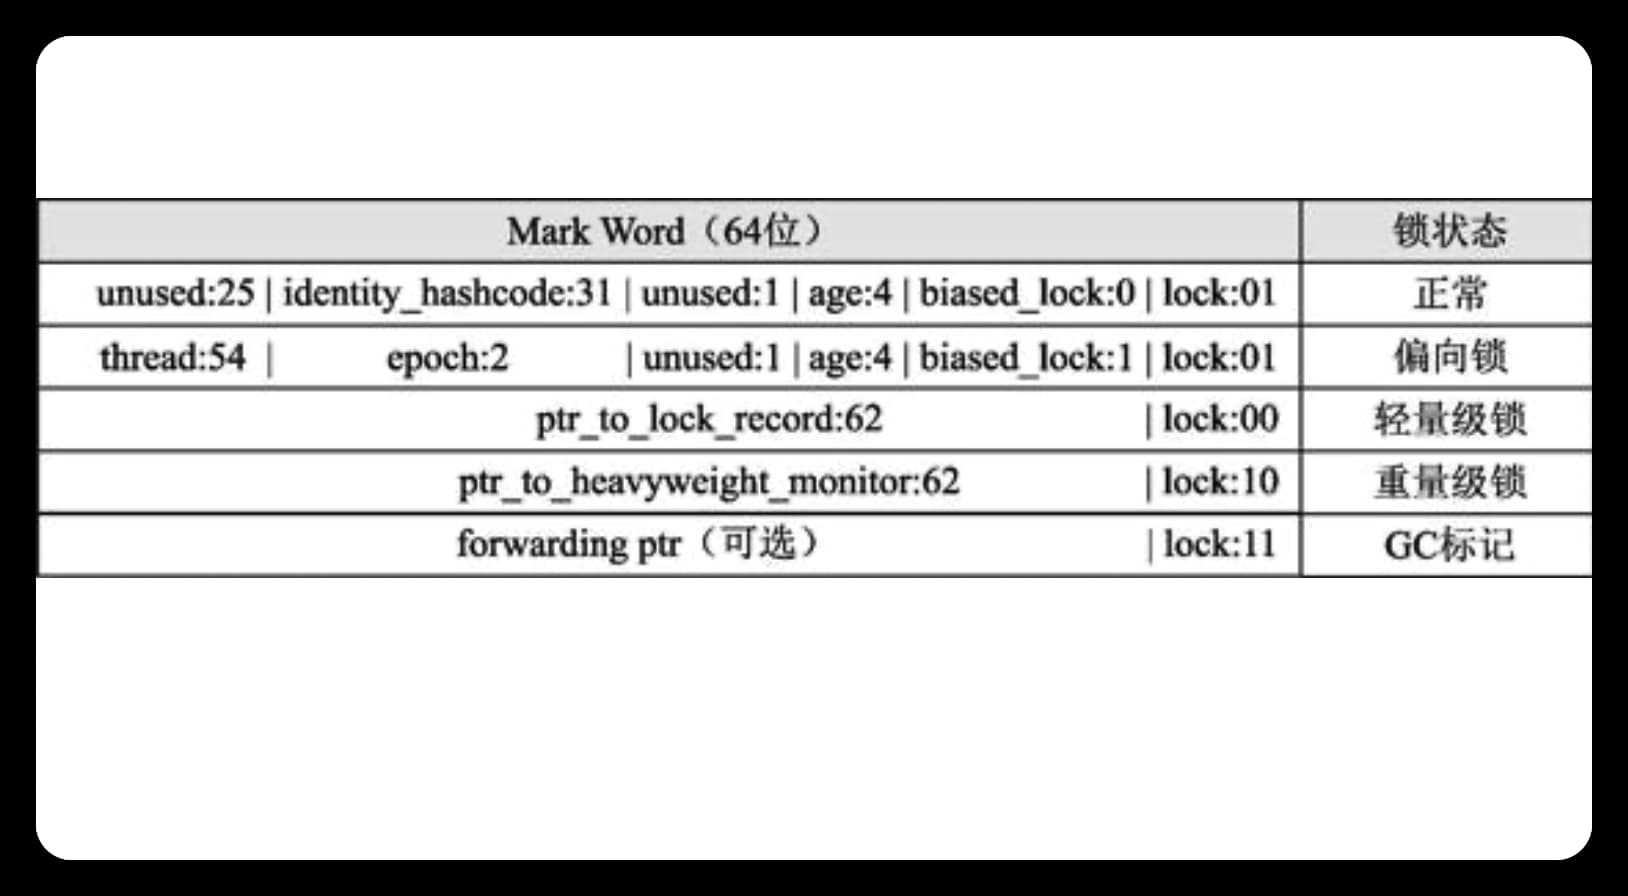 Mark Word（64位） 锁状态
unused:25 | identity_hashcode:31 | unused:1 | age:4 | biased_lock:0 | lock:01 正常
thread:54 | epoch:2 | unused:1 | age:4 | biased_lock:1 | lock:01 偏向锁
ptr_to_lock_record:62 | lock:00 轻量级锁
ptr_to_heavyweight_monitor:62 | lock:10 重量级锁
forwarding ptr（可选） | lock:11 GC标记